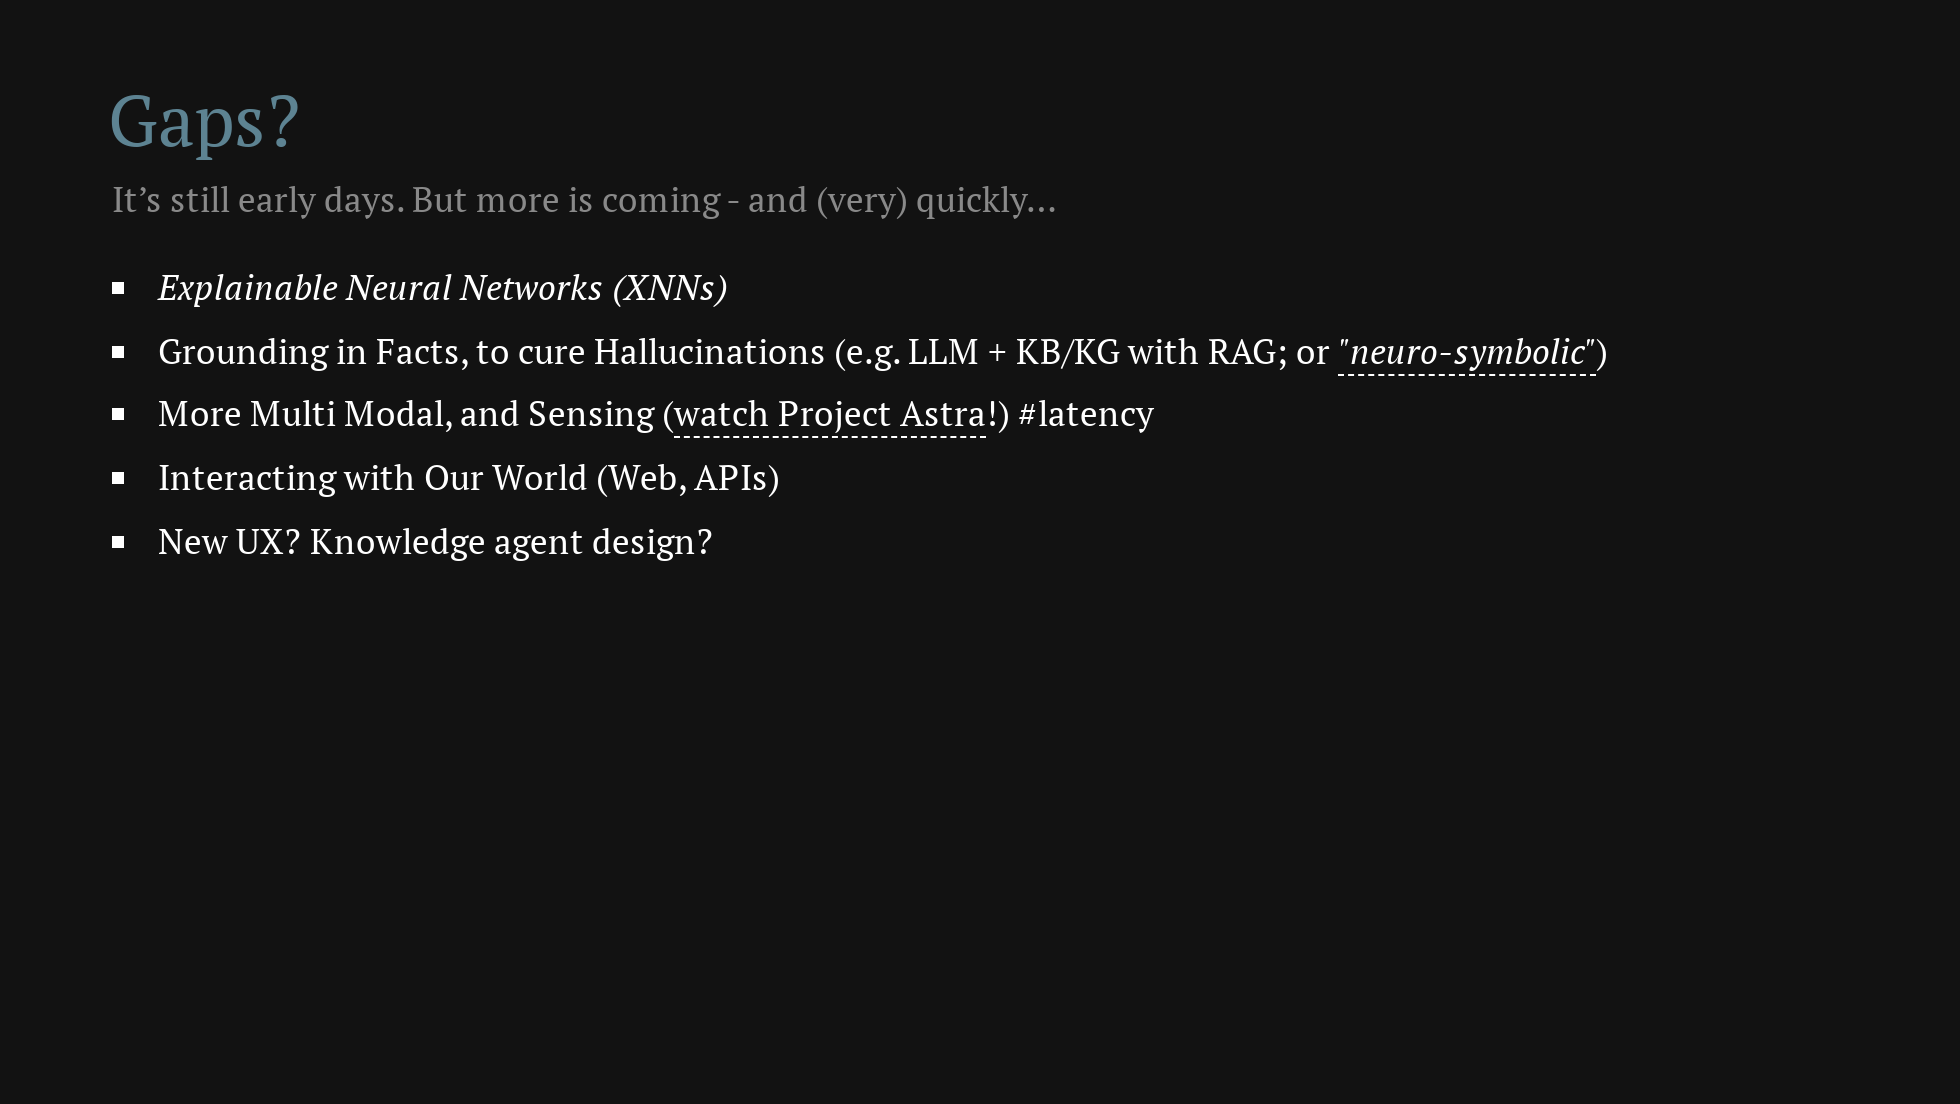 Gaps?
It’s still early days. But more is coming - and (very) quickly…
▪ Explainable Neural Networks (XNNs)
▪ Grounding in Facts, to cure Hallucinations (e.g. LLM + KB/KG with RAG; or "neuro-symbolic")
▪ More Multi Modal, and Sensing (watch Project Astra!) #latency
▪ Interacting with Our World (Web, APIs)
▪ New UX? Knowledge agent design?